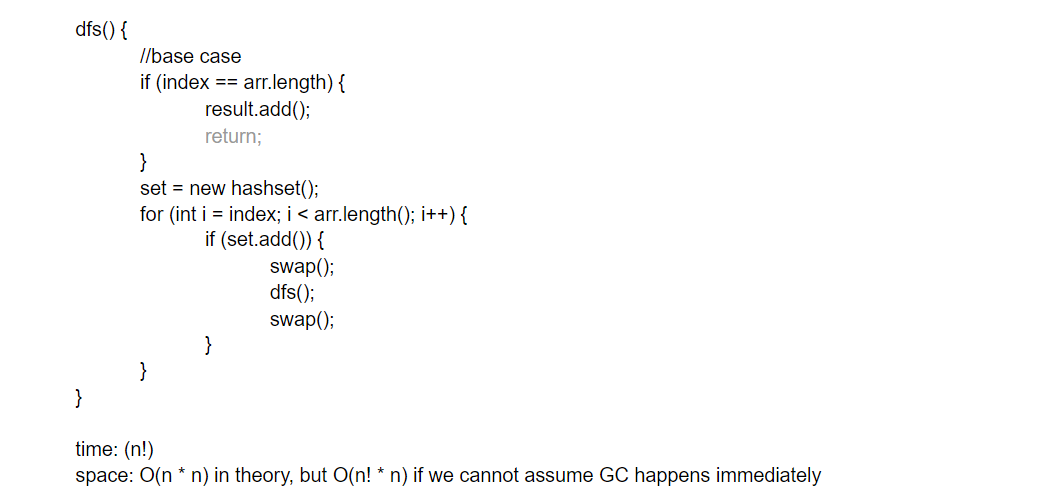 dfs() {
//base case
if (index == arr.length) {
result.add();
return;
}
set = new hashset();
for (int i = index; i < arr.length(); i++) {
if (set.add()) {
swap();
dfs();
swap();
}
}
}
time: (n!)
space: O(n * n) in theory, but O(n! * n) if we cannot assume GC happens immediately